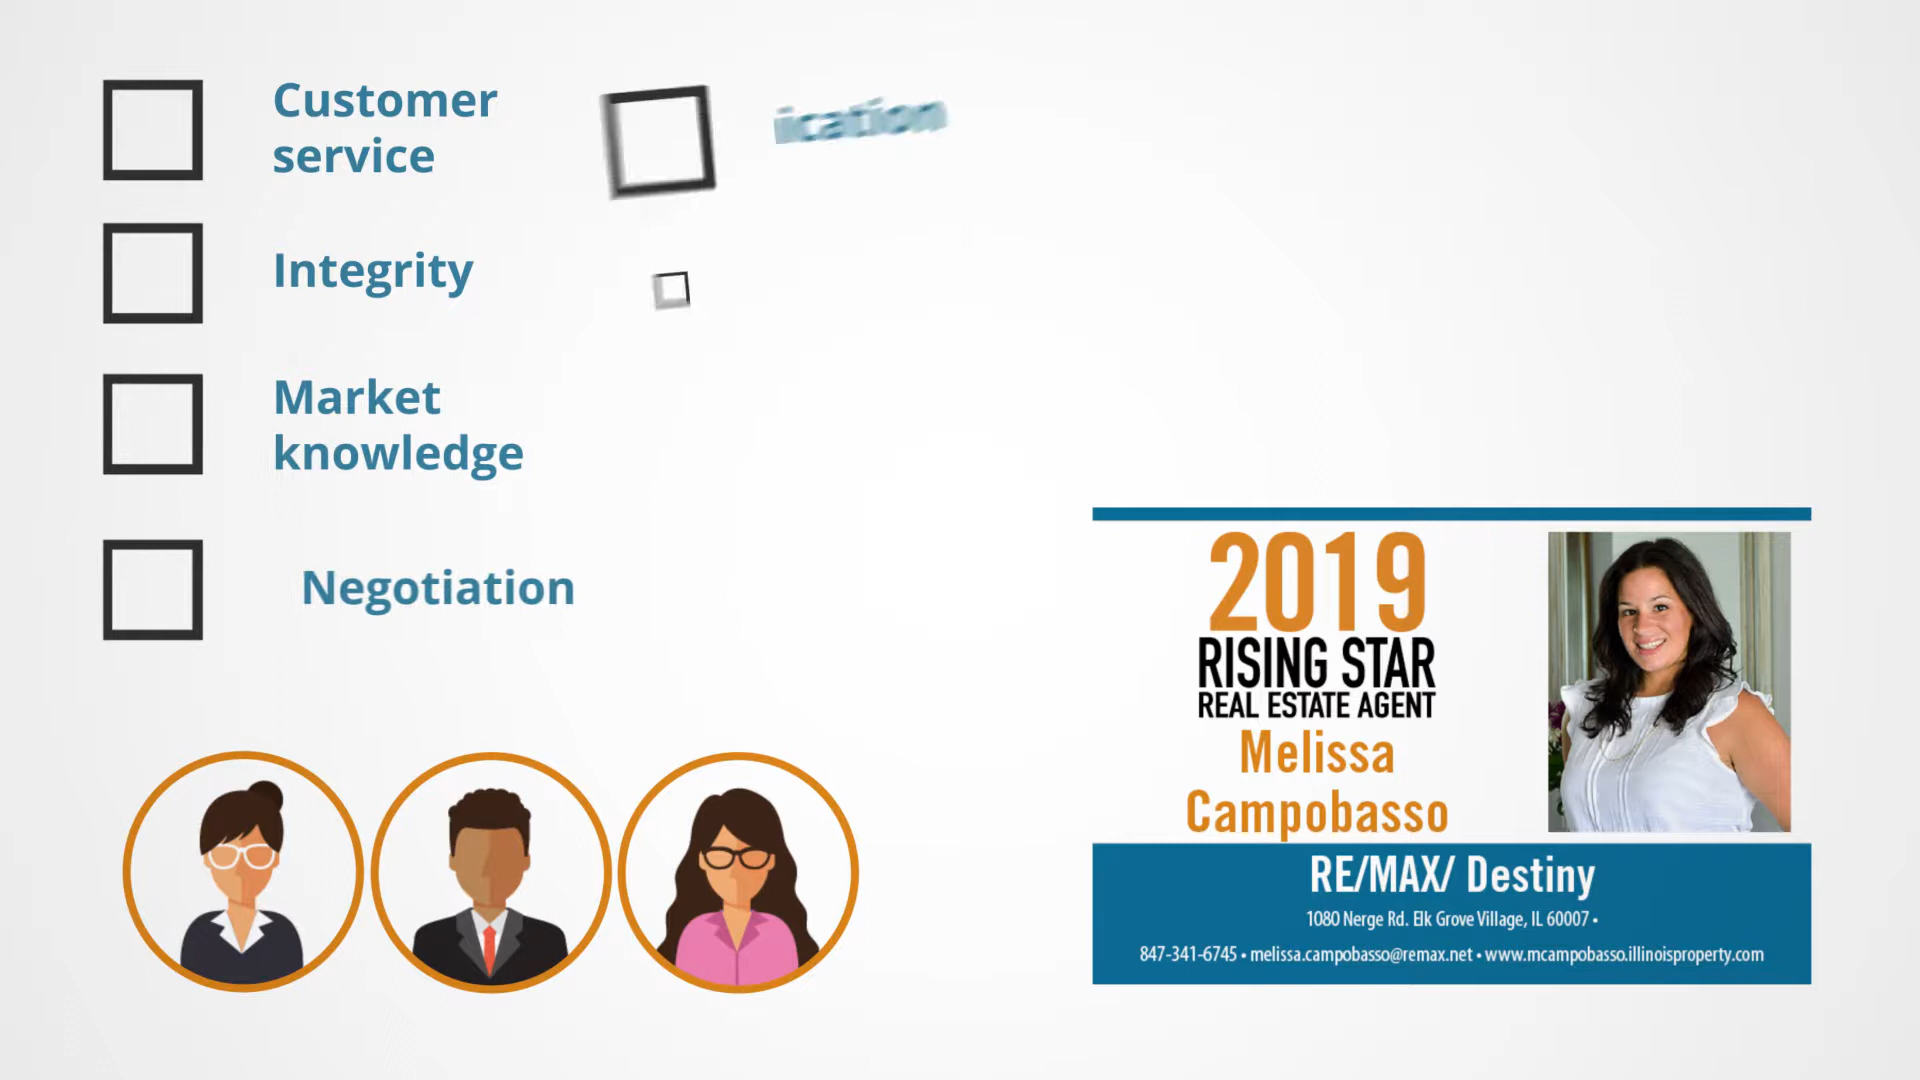 Customer
service
ication
Integrity
Market
knowledge
Negotiation
2019
RISING STAR
REAL ESTATE AGENT
Melissa
Campobasso
RE/MAX/ Destiny
1080 Nerge Rd. Elk Grove Village, IL 60007 •
847-341-6745 • melissa.campobasso@remax.net • www.mcampobasso.illinoisproperty.com